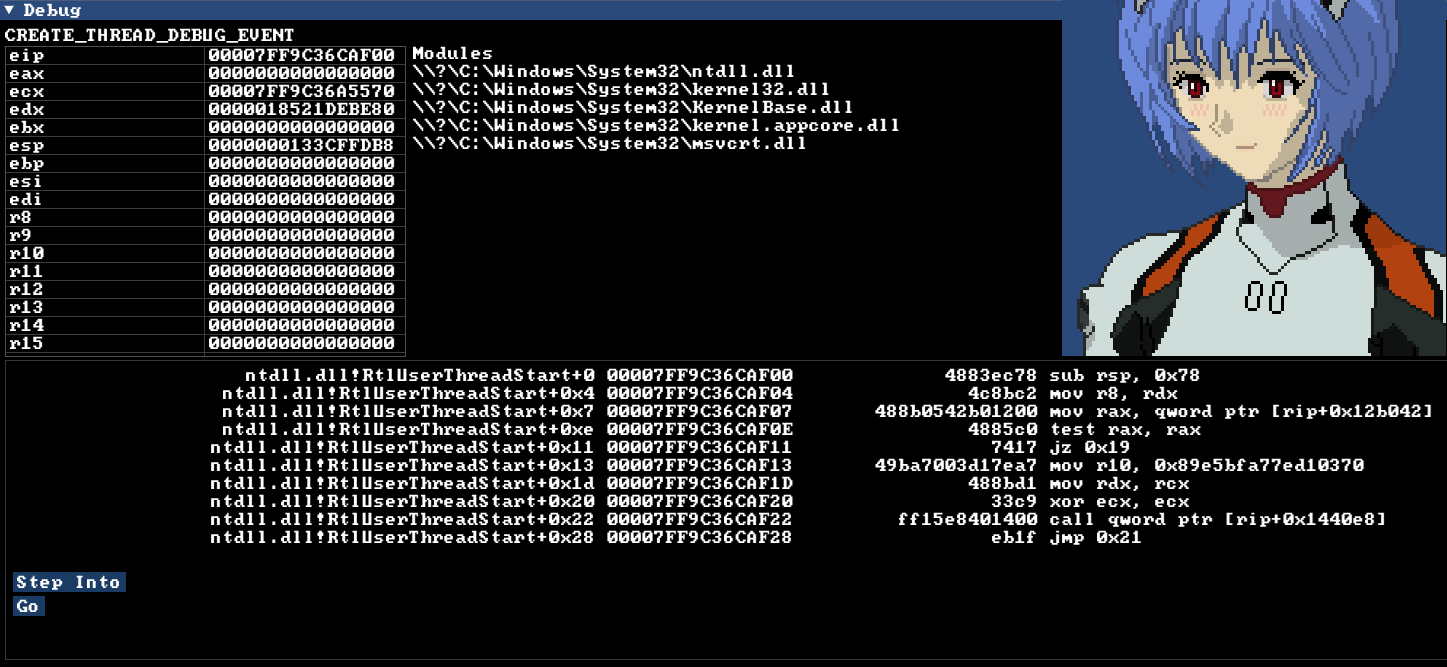 ▼ Debug
CREATE_THREAD_DEBUG_EVENT
eip 00007FF9C36CAF00
eax 0000000000000000
ecx 00007FF9C36A5570
edx 0000018521DEBE80
ebx 0000000000000000
esp 0000000133CFFDB8
ebp 0000000000000000
esi 0000000000000000
edi 0000000000000000
r8 0000000000000000
r9 0000000000000000
r10 0000000000000000
r11 0000000000000000
r12 0000000000000000
r13 0000000000000000
r14 0000000000000000
r15 0000000000000000
Modules
\\?\C:\Windows\System32\ntdll.dll
\\?\C:\Windows\System32\kernel32.dll
\\?\C:\Windows\System32\KernelBase.dll
\\?\C:\Windows\System32\kernel.appcore.dll
\\?\C:\Windows\System32\msvcrt.dll
00
ntdll.dll!RtlUserThreadStart+0 00007FF9C36CAF00 4883ec78 sub rsp, 0x78
ntdll.dll!RtlUserThreadStart+0x4 00007FF9C36CAF04 4c8bc2 mov r8, rdx
ntdll.dll!RtlUserThreadStart+0x7 00007FF9C36CAF07 488b0542b01200 mov rax, qword ptr [rip+0x12b042]
ntdll.dll!RtlUserThreadStart+0xe 00007FF9C36CAF0E 4885c0 test rax, rax
ntdll.dll!RtlUserThreadStart+0x11 00007FF9C36CAF11 7417 jz 0x19
ntdll.dll!RtlUserThreadStart+0x13 00007FF9C36CAF13 49ba7003d17ea7 mov r10, 0x89e5bfa77ed10370
ntdll.dll!RtlUserThreadStart+0x1d 00007FF9C36CAF1D 488bd1 mov rdx, rcx
ntdll.dll!RtlUserThreadStart+0x20 00007FF9C36CAF20 33c9 xor ecx, ecx
ntdll.dll!RtlUserThreadStart+0x22 00007FF9C36CAF22 ff15e8401400 call qword ptr [rip+0x1440e8]
ntdll.dll!RtlUserThreadStart+0x28 00007FF9C36CAF28 eb1f jmp 0x21
Step Into
Go